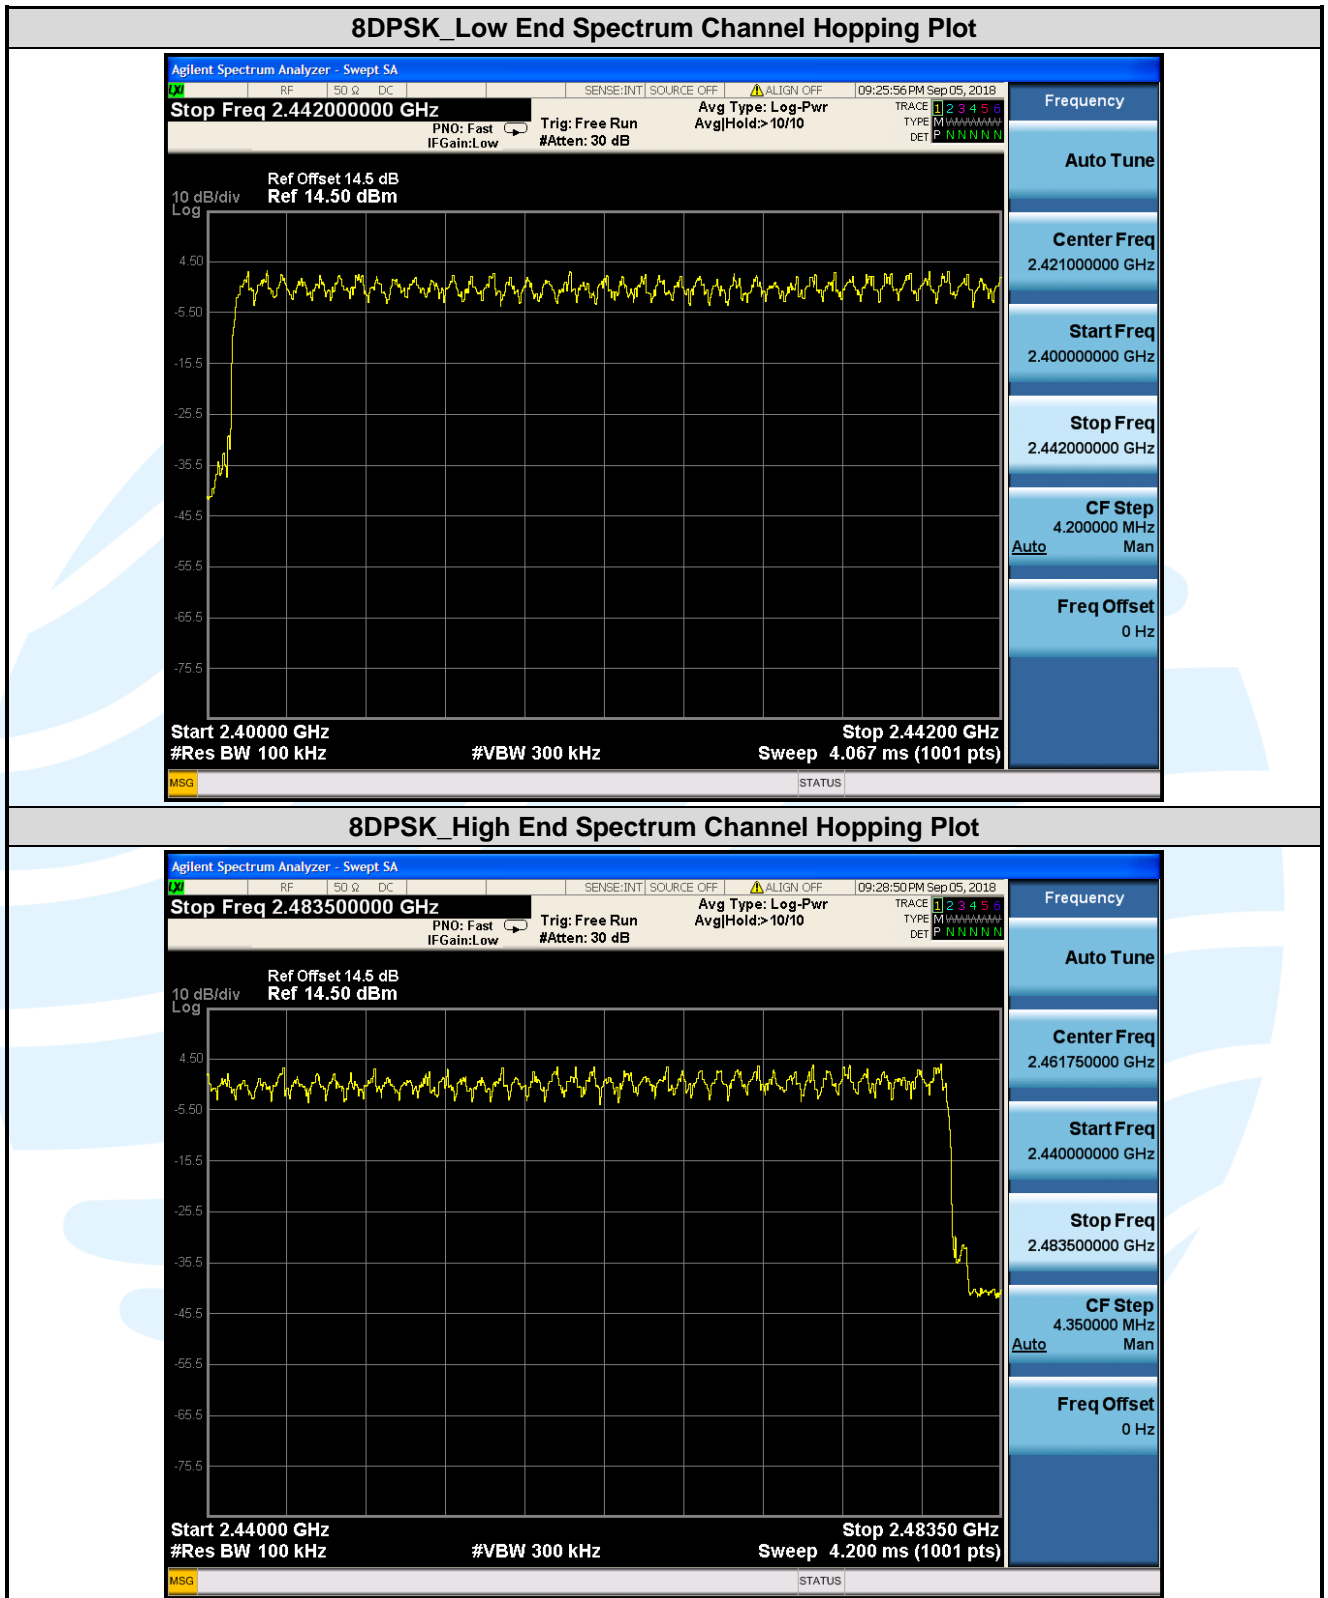 8DPSK_Low End Spectrum Channel Hopping Plot
Agilent Spectrum Analyzer - Swept SA
LXI RF 50 Ω DC SENSE:INT SOURCE OFF ALIGN OFF 09:25:56 PM Sep 05, 2018
Stop Freq 2.442000000 GHz
PNO: Fast
IFGain:Low
Trig: Free Run
#Atten: 30 dB
Avg Type: Log-Pwr
Avg|Hold:> 10/10
TRACE 1 2 3 4 5 6
TYPE M WWWWW
DET P N N N N N
Ref Offset 14.5 dB
10 dB/div Ref 14.50 dBm
Log
4.50
-5.50
-15.5
-25.5
-35.5
-45.5
-55.5
-65.5
-75.5
Start 2.40000 GHz Stop 2.44200 GHz
#Res BW 100 kHz #VBW 300 kHz Sweep 4.067 ms (1001 pts)
MSG STATUS
Frequency
Auto Tune
Center Freq
2.421000000 GHz
Start Freq
2.400000000 GHz
Stop Freq
2.442000000 GHz
CF Step
4.200000 MHz
Auto Man
Freq Offset
0 Hz
8DPSK_High End Spectrum Channel Hopping Plot
Agilent Spectrum Analyzer - Swept SA
LXI RF 50 Ω DC SENSE:INT SOURCE OFF ALIGN OFF 09:28:50 PM Sep 05, 2018
Stop Freq 2.483500000 GHz
PNO: Fast
IFGain:Low
Trig: Free Run
#Atten: 30 dB
Avg Type: Log-Pwr
Avg|Hold:> 10/10
TRACE 1 2 3 4 5 6
TYPE M WWWWW
DET P N N N N N
Ref Offset 14.5 dB
10 dB/div Ref 14.50 dBm
Log
4.50
-5.50
-15.5
-25.5
-35.5
-45.5
-55.5
-65.5
-75.5
Start 2.44000 GHz Stop 2.48350 GHz
#Res BW 100 kHz #VBW 300 kHz Sweep 4.200 ms (1001 pts)
MSG STATUS
Frequency
Auto Tune
Center Freq
2.461750000 GHz
Start Freq
2.440000000 GHz
Stop Freq
2.483500000 GHz
CF Step
4.350000 MHz
Auto Man
Freq Offset
0 Hz